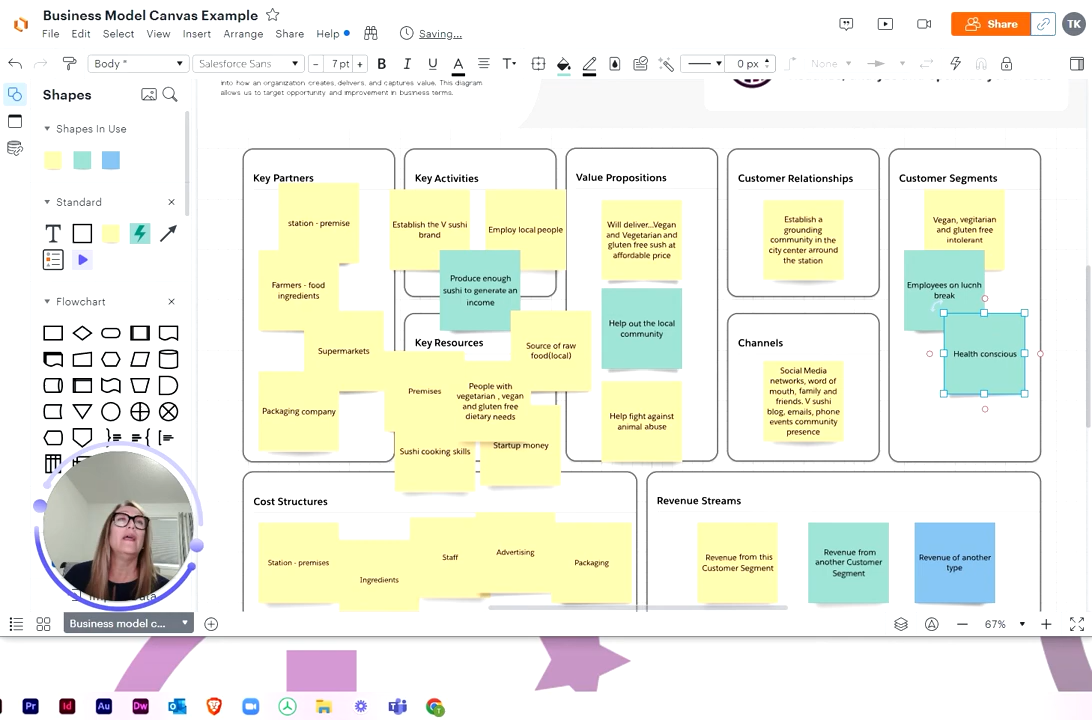 Business Model Canvas Example
File Edit Select View Insert Arrange Share Help Saving...
Share
TK
Body * Salesforce Sans 7 pt B I U A T 0 px None
into how an organization creates, delivers, and captures value. This diagram
allows us to target opportunity and improvement in business terms.
Shapes
Shapes In Use
Standard
T
Flowchart
Key Partners
station - premise
Farmers - food
ingredients
Supermarkets
Packaging company
Key Activities
Establish the V sushi
brand
Employ local people
Produce enough
sushi to generate an
income
Key Resources
Source of raw
food(local)
Premises
People with
vegetarian , vegan
and gluten free
dietary needs
Sushi cooking skills
Startup money
Value Propositions
Will deliver...Vegan
and Vegetarian and
gluten free sush at
affordable price
Help out the local
community
Help fight against
animal abuse
Customer Relationships
Establish a
grounding
community in the
city center arround
the station
Channels
Social Media
networks, word of
mouth, family and
friends. V sushi
blog, emails, phone
events community
presence
Customer Segments
Vegan, vegitarian
and gluten free
intolerant
Employees on lucnh
break
Health conscious
Cost Structures
Station - premises
Ingredients
Staff
Advertising
Packaging
Revenue Streams
Revenue from this
Customer Segment
Revenue from
another Customer
Segment
Revenue of another
type
Business model c...
67%
Pr Id Au Dw